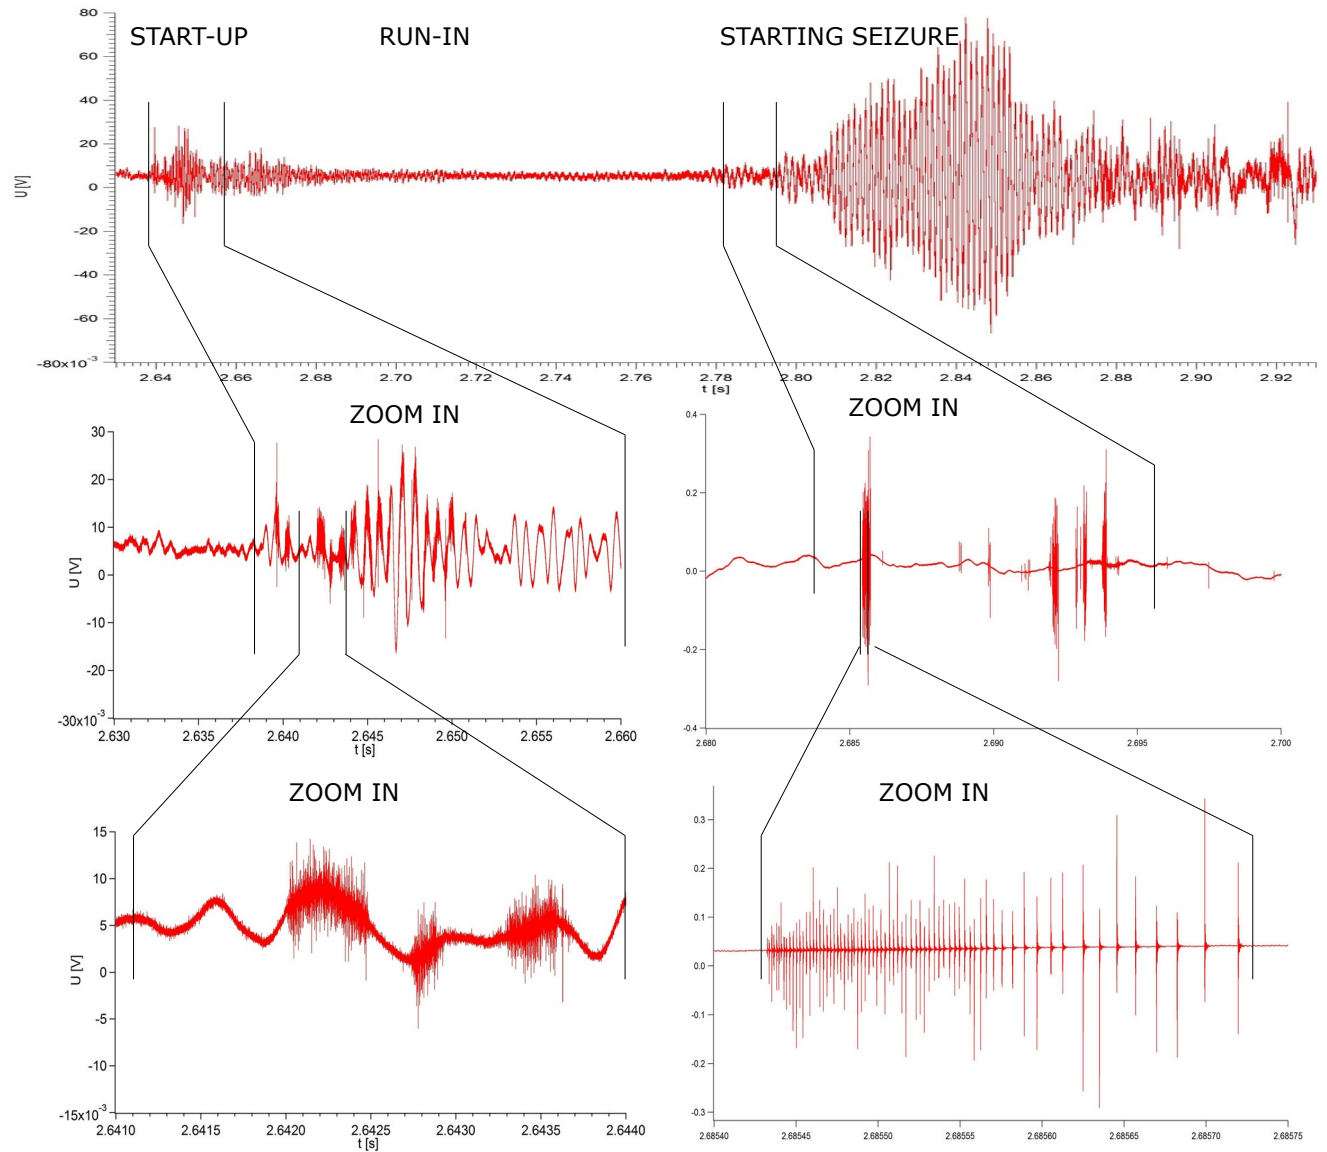 START-UP RUN-IN STARTING SEIZURE
80
60
40
20
0
-20
-40
-60
-80x10-3
U[V]
2.64 2.66 2.68 2.70 2.72 2.74 2.76 2.78 2.80 2.82 2.84 2.86 2.88 2.90 2.92
t [s]
ZOOM IN
30
20
10
0
-10
-20
-30x10-3
U [V]
2.630 2.635 2.640 2.645 2.650 2.655 2.660
t [s]
ZOOM IN
0.4
0.2
0.0
-0.2
-0.4
2.680 2.685 2.690 2.695 2.700
ZOOM IN
15
10
5
0
-5
-10
-15x10-3
U [V]
2.6410 2.6415 2.6420 2.6425 2.6430 2.6435 2.6440
t [s]
ZOOM IN
0.3
0.2
0.1
0.0
-0.1
-0.2
-0.3
2.68540 2.68545 2.68550 2.68555 2.68560 2.68565 2.68570 2.68575